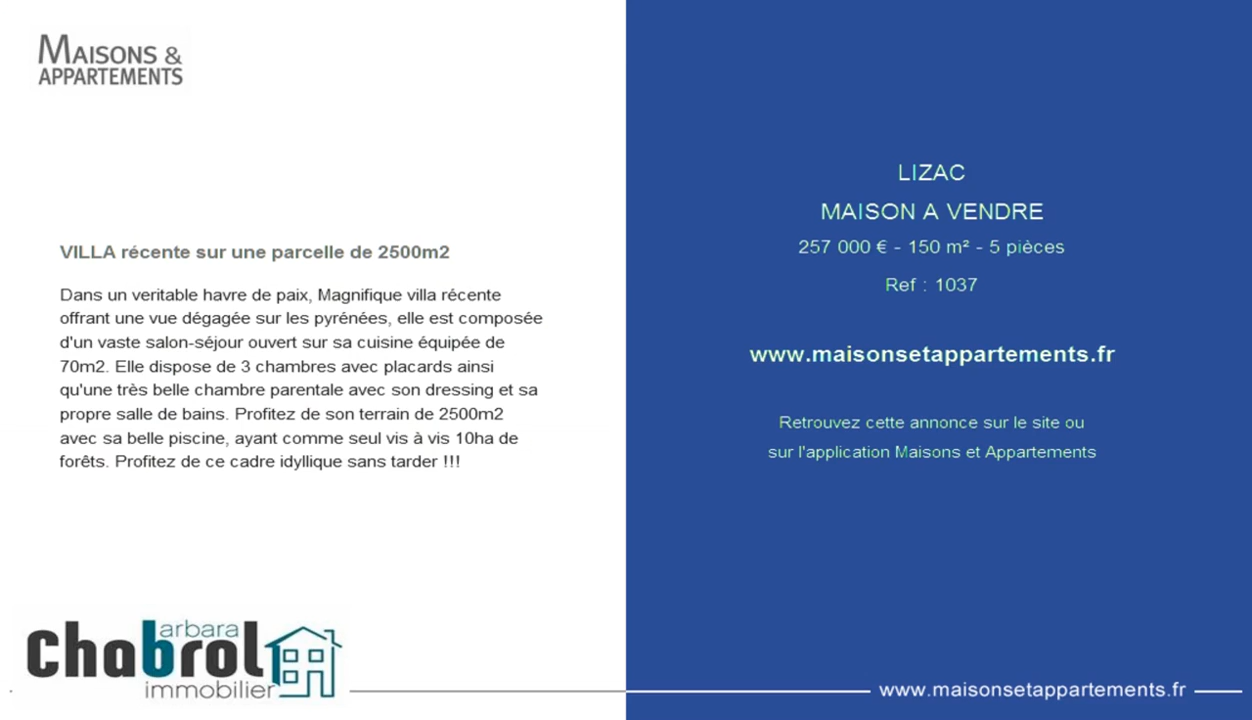 MAISONS &
APPARTEMENTS
VILLA récente sur une parcelle de 2500m2
Dans un veritable havre de paix, Magnifique villa récente
offrant une vue dégagée sur les pyrénées, elle est composée
d'un vaste salon-séjour ouvert sur sa cuisine équipée de
70m2. Elle dispose de 3 chambres avec placards ainsi
qu'une très belle chambre parentale avec son dressing et sa
propre salle de bains. Profitez de son terrain de 2500m2
avec sa belle piscine, ayant comme seul vis à vis 10ha de
forêts. Profitez de ce cadre idyllique sans tarder !!!
Barbara
Chabrol
immobilier
LIZAC
MAISON A VENDRE
257 000 € - 150 m² - 5 pièces
Ref : 1037
www.maisonsetappartements.fr
Retrouvez cette annonce sur le site ou
sur l'application Maisons et Appartements
www.maisonsetappartements.fr